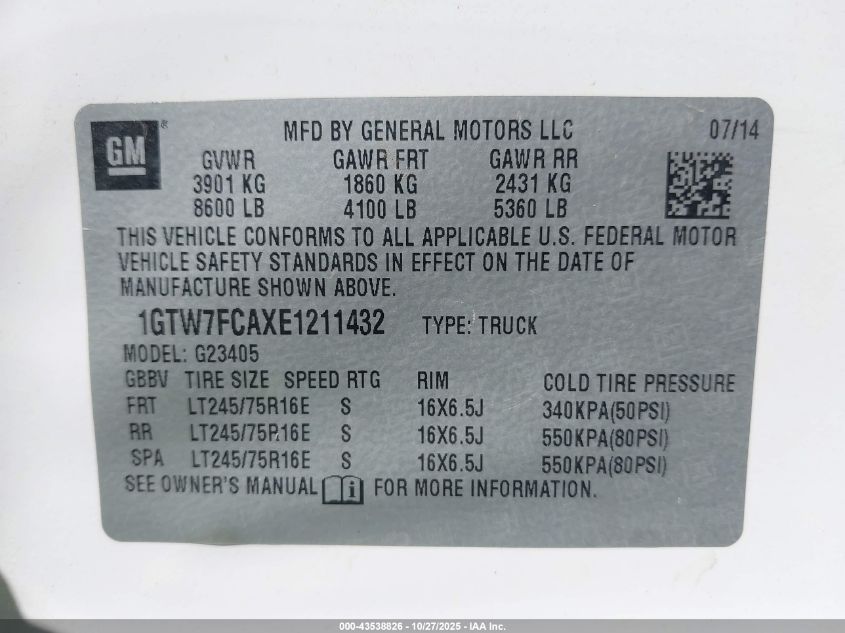 GM ® MFD BY GENERAL MOTORS LLC 07/14
GVWR GAWR FRT GAWR RR
3901 KG 1860 KG 2431 KG
8600 LB 4100 LB 5360 LB
THIS VEHICLE CONFORMS TO ALL APPLICABLE U.S. FEDERAL MOTOR
VEHICLE SAFETY STANDARDS IN EFFECT ON THE DATE OF
MANUFACTURE SHOWN ABOVE.
1GTW7FCAXE1211432 TYPE: TRUCK
MODEL: G23405
GBBV TIRE SIZE SPEED RTG RIM COLD TIRE PRESSURE
FRT LT245/75R16E S 16X6.5J 340KPA(50PSI)
RR LT245/75R16E S 16X6.5J 550KPA(80PSI)
SPA LT245/75R16E S 16X6.5J 550KPA(80PSI)
SEE OWNER'S MANUAL i FOR MORE INFORMATION.
000-43538826 - 10/27/2025 - IAA Inc.